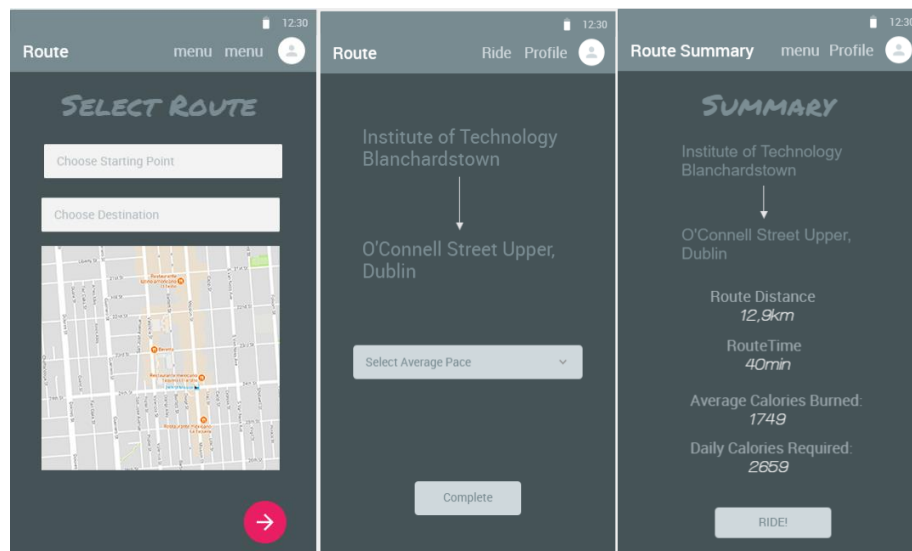 12:30
Route menu menu
SELECT ROUTE
Choose Starting Point
Choose Destination
12:30
Route Ride Profile
Institute of Technology
Blanchardstown
O'Connell Street Upper,
Dublin
Select Average Pace
Complete
12:30
Route Summary menu Profile
SUMMARY
Institute of Technology
Blanchardstown
O'Connell Street Upper,
Dublin
Route Distance
12,9km
RouteTime
40min
Average Calories Burned:
1749
Daily Calories Required:
2659
RIDE!